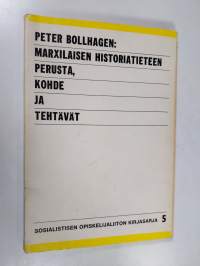 PETER BOLLHAGEN:
MARXILAISEN HISTORIATIETEEN
PERUSTA,
KOHDE
JA
TEHTÄVÄT
SOSIALISTISEN OPISKELIJALIITON KIRJASARJA 5